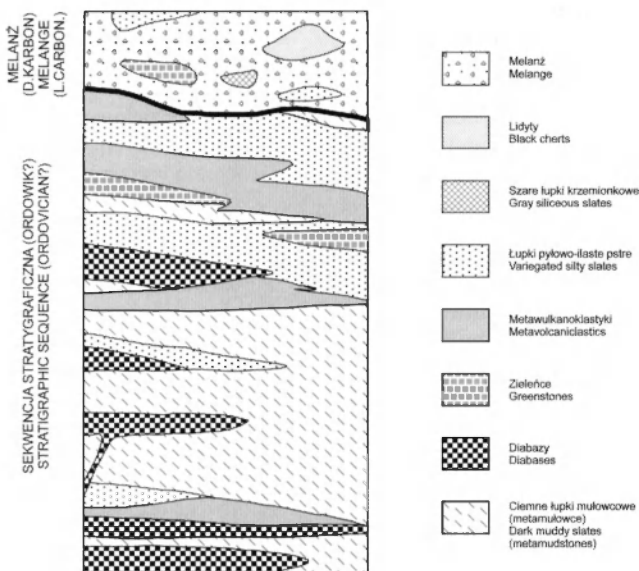 MELANŻ
(D.KARBON)
MELANGE
(L.CARBON.)
SEKWENCJA STRATYGRAFICZNA (ORDOWIK?)
STRATIGRAPHIC SEQUENCE (ORDOVICIAN?)
Melanż
Melange
Lidyty
Black cherts
Szare łupki krzemionkowe
Gray siliceous slates
Łupki pyłowo-ilaste pstre
Variegated silty slates
Metawulkanoklastyki
Metavolcaniclastics
Zieleńce
Greenstones
Diabazy
Diabases
Ciemne łupki mułowcowe
(metamułowce)
Dark muddy slates
(metamudstones)